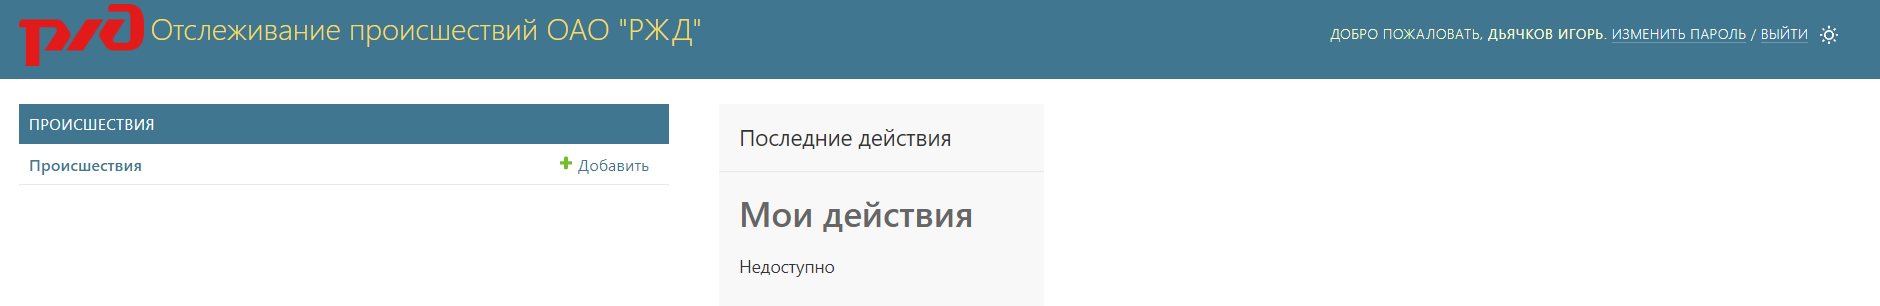 ржд Отслеживание происшествий ОАО "РЖД"
ДОБРО ПОЖАЛОВАТЬ, ДЬЯЧКОВ ИГОРЬ. ИЗМЕНИТЬ ПАРОЛЬ / ВЫЙТИ
ПРОИСШЕСТВИЯ
Происшествия Добавить
Последние действия
Мои действия
Недоступно